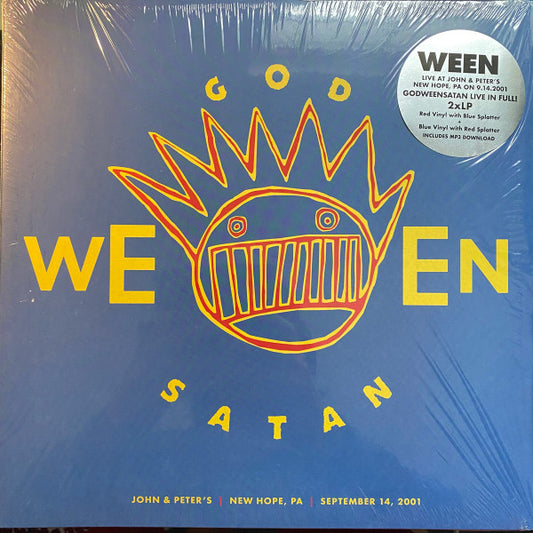 GOD
WEEN
SATAN
JOHN & PETER'S | NEW HOPE, PA | SEPTEMBER 14, 2001
WEEN
LIVE AT JOHN & PETER'S
NEW HOPE, PA ON 9.14.2001
GODWEENSATAN LIVE IN FULL!
2xLP
Red Vinyl with Blue Splatter
+
Blue Vinyl with Red Splatter
INCLUDES MP3 DOWNLOAD